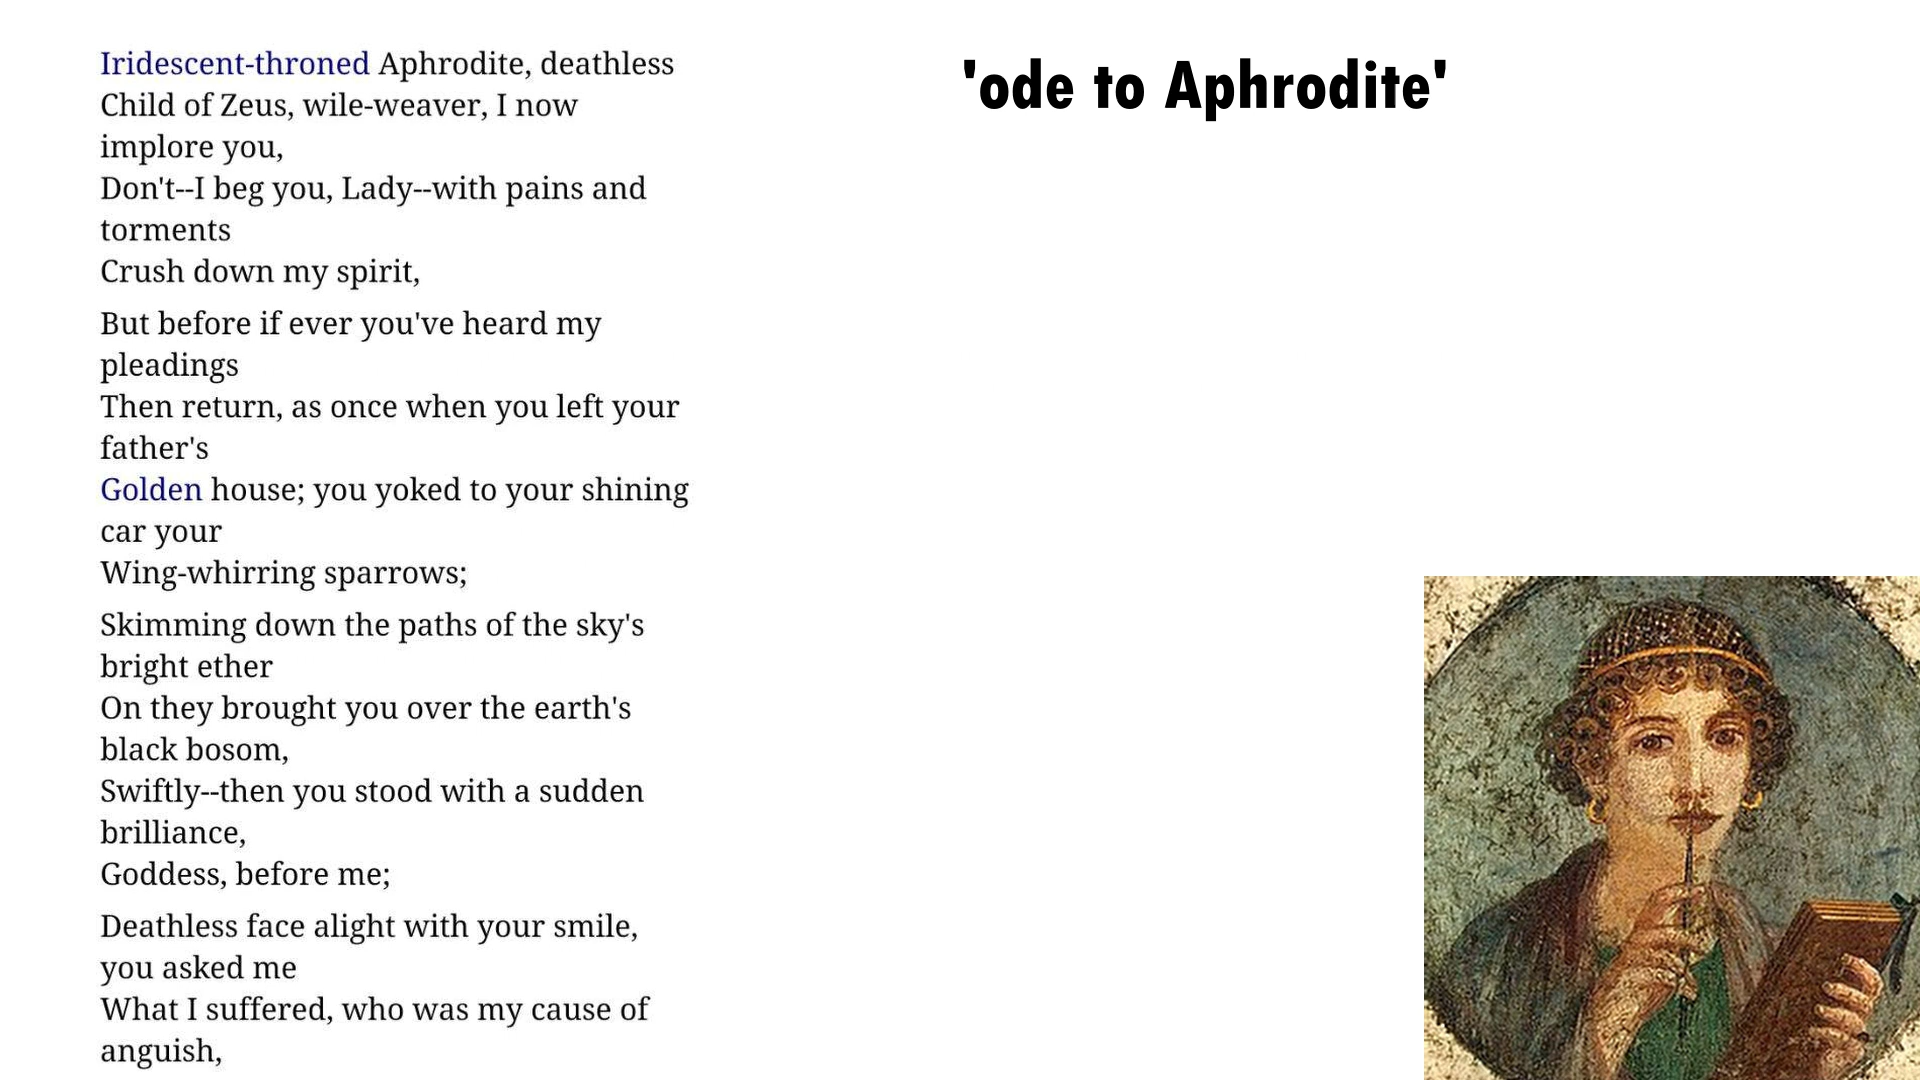 Iridescent-throned Aphrodite, deathless
Child of Zeus, wile-weaver, I now
implore you,
Don't--I beg you, Lady--with pains and
torments
Crush down my spirit,
But before if ever you've heard my
pleadings
Then return, as once when you left your
father's
Golden house; you yoked to your shining
car your
Wing-whirring sparrows;
Skimming down the paths of the sky's
bright ether
On they brought you over the earth's
black bosom,
Swiftly--then you stood with a sudden
brilliance,
Goddess, before me;
Deathless face alight with your smile,
you asked me
What I suffered, who was my cause of
anguish,
'ode to Aphrodite'